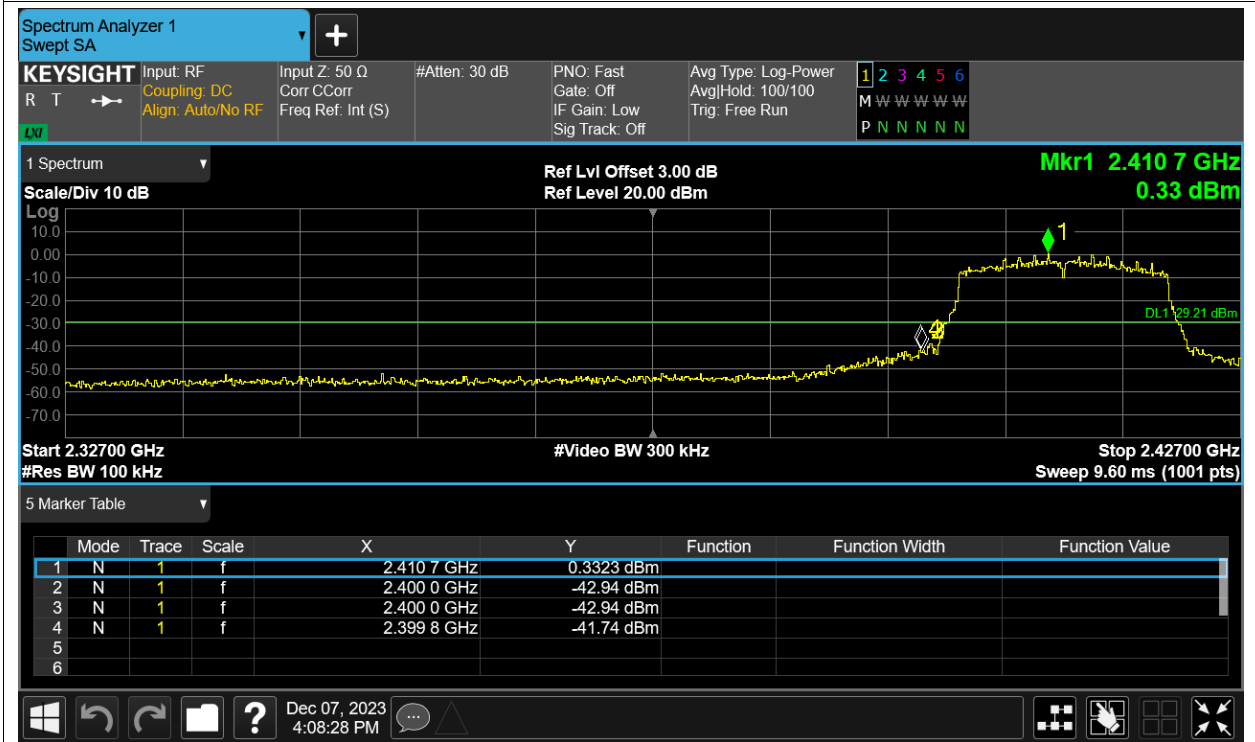 Spectrum Analyzer 1
Swept SA
+
KEYSIGHT
R T
LXI
Input: RF
Coupling: DC
Align: Auto/No RF
Input Z: 50 Ω
Corr CCorr
Freq Ref: Int (S)
#Atten: 30 dB
PNO: Fast
Gate: Off
IF Gain: Low
Sig Track: Off
Avg Type: Log-Power
Avg|Hold: 100/100
Trig: Free Run
1 2 3 4 5 6
M W W W W W
P N N N N N
1 Spectrum
Scale/Div 10 dB
Ref Lvl Offset 3.00 dB
Ref Level 20.00 dBm
Mkr1 2.410 7 GHz
0.33 dBm
Log
10.0
0.00
-10.0
-20.0
-30.0
-40.0
-50.0
-60.0
-70.0
1
DL1 -29.21 dBm
Start 2.32700 GHz
#Video BW 300 kHz
Stop 2.42700 GHz
#Res BW 100 kHz
Sweep 9.60 ms (1001 pts)
5 Marker Table
Mode Trace Scale X Y Function Function Width Function Value
1 N 1 f 2.410 7 GHz 0.3323 dBm
2 N 1 f 2.400 0 GHz -42.94 dBm
3 N 1 f 2.400 0 GHz -42.94 dBm
4 N 1 f 2.399 8 GHz -41.74 dBm
5
6
?
Dec 07, 2023
4:08:28 PM